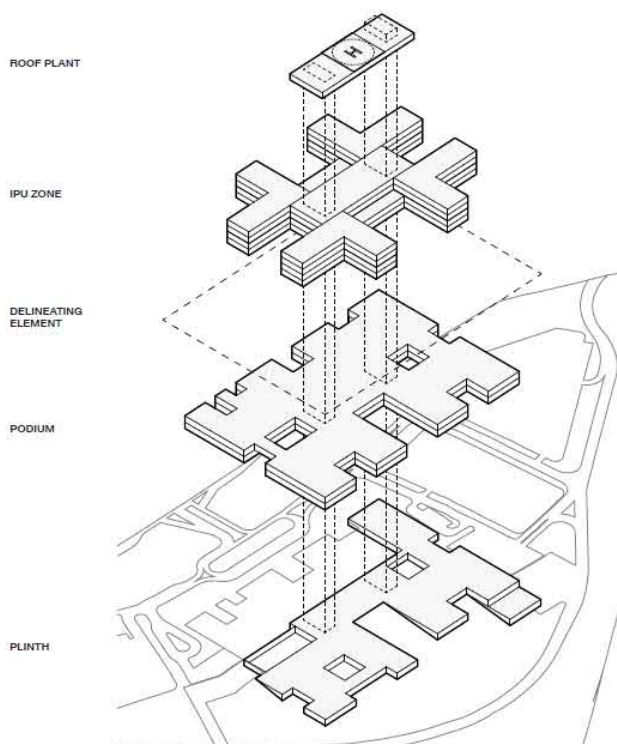 ROOF PLANT
H
IPU ZONE
DELINEATING
ELEMENT
PODIUM
PLINTH